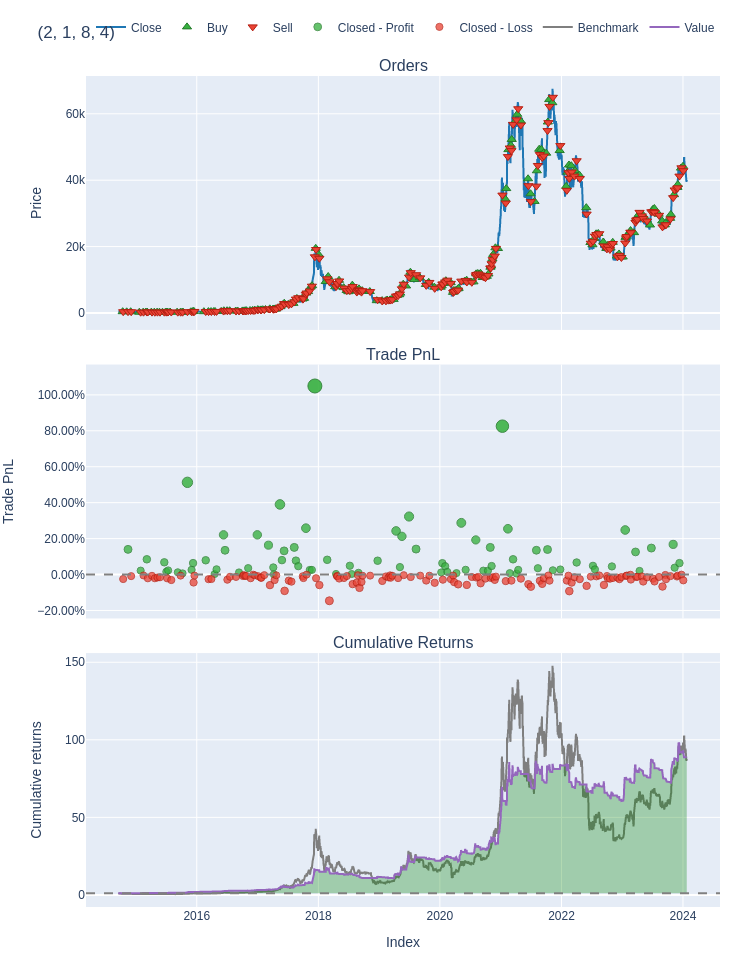 (2, 1, 8, 4) Close Buy Sell Closed - Profit Closed - Loss Benchmark Value
Orders
60k
40k
20k
0
Price
Trade PnL
100.00%
80.00%
60.00%
40.00%
20.00%
0.00%
−20.00%
Trade PnL
Cumulative Returns
150
100
50
0
Cumulative returns
2016 2018 2020 2022 2024
Index